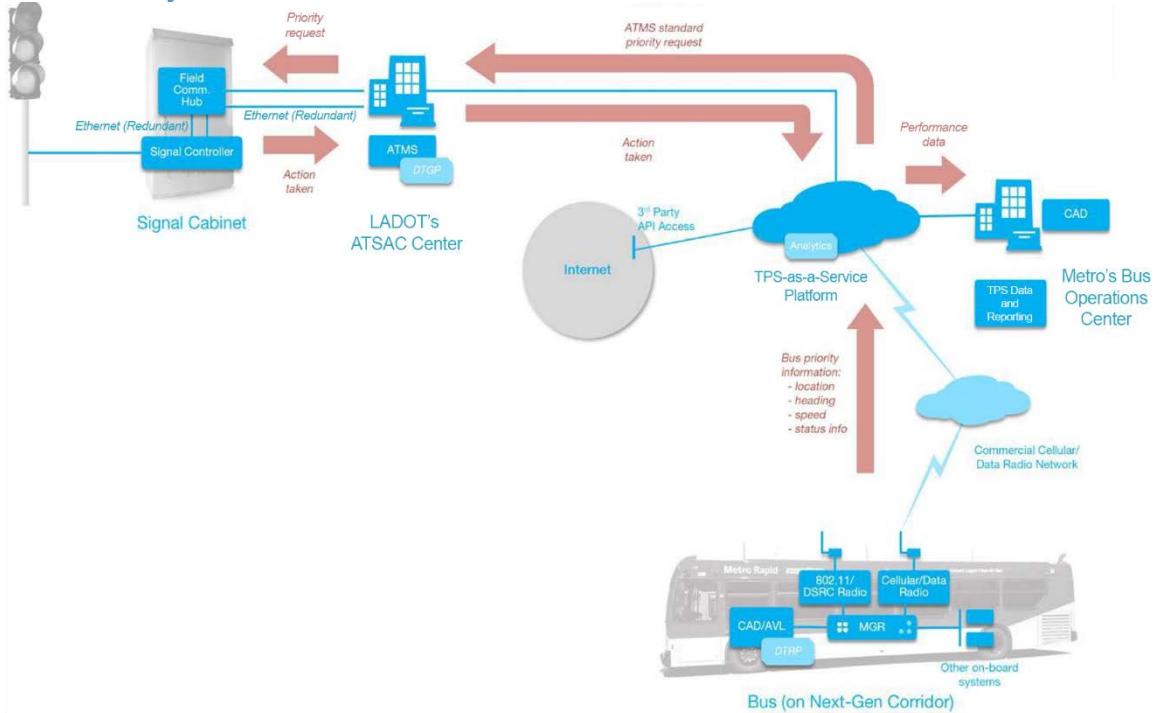 Priority
request
ATMS standard
priority request
Field
Comm.
Hub
Ethernet (Redundant)
Ethernet (Redundant)
Signal Controller
ATMS
DTGP
Action
taken
Action
taken
Performance
data
Signal Cabinet
LADOT's
ATSAC Center
3rd Party
API Access
Internet
Analytics
TPS-as-a-Service
Platform
CAD
TPS Data
and
Reporting
Metro's Bus
Operations
Center
Bus priority
information:
- location
- heading
- speed
- status info
Commercial Cellular/
Data Radio Network
Metro Rapid
802.11/
DSRC Radio
Cellular/Data
Radio
CAD/AVL
DTRP
MGR
Other on-board
systems
Bus (on Next-Gen Corridor)